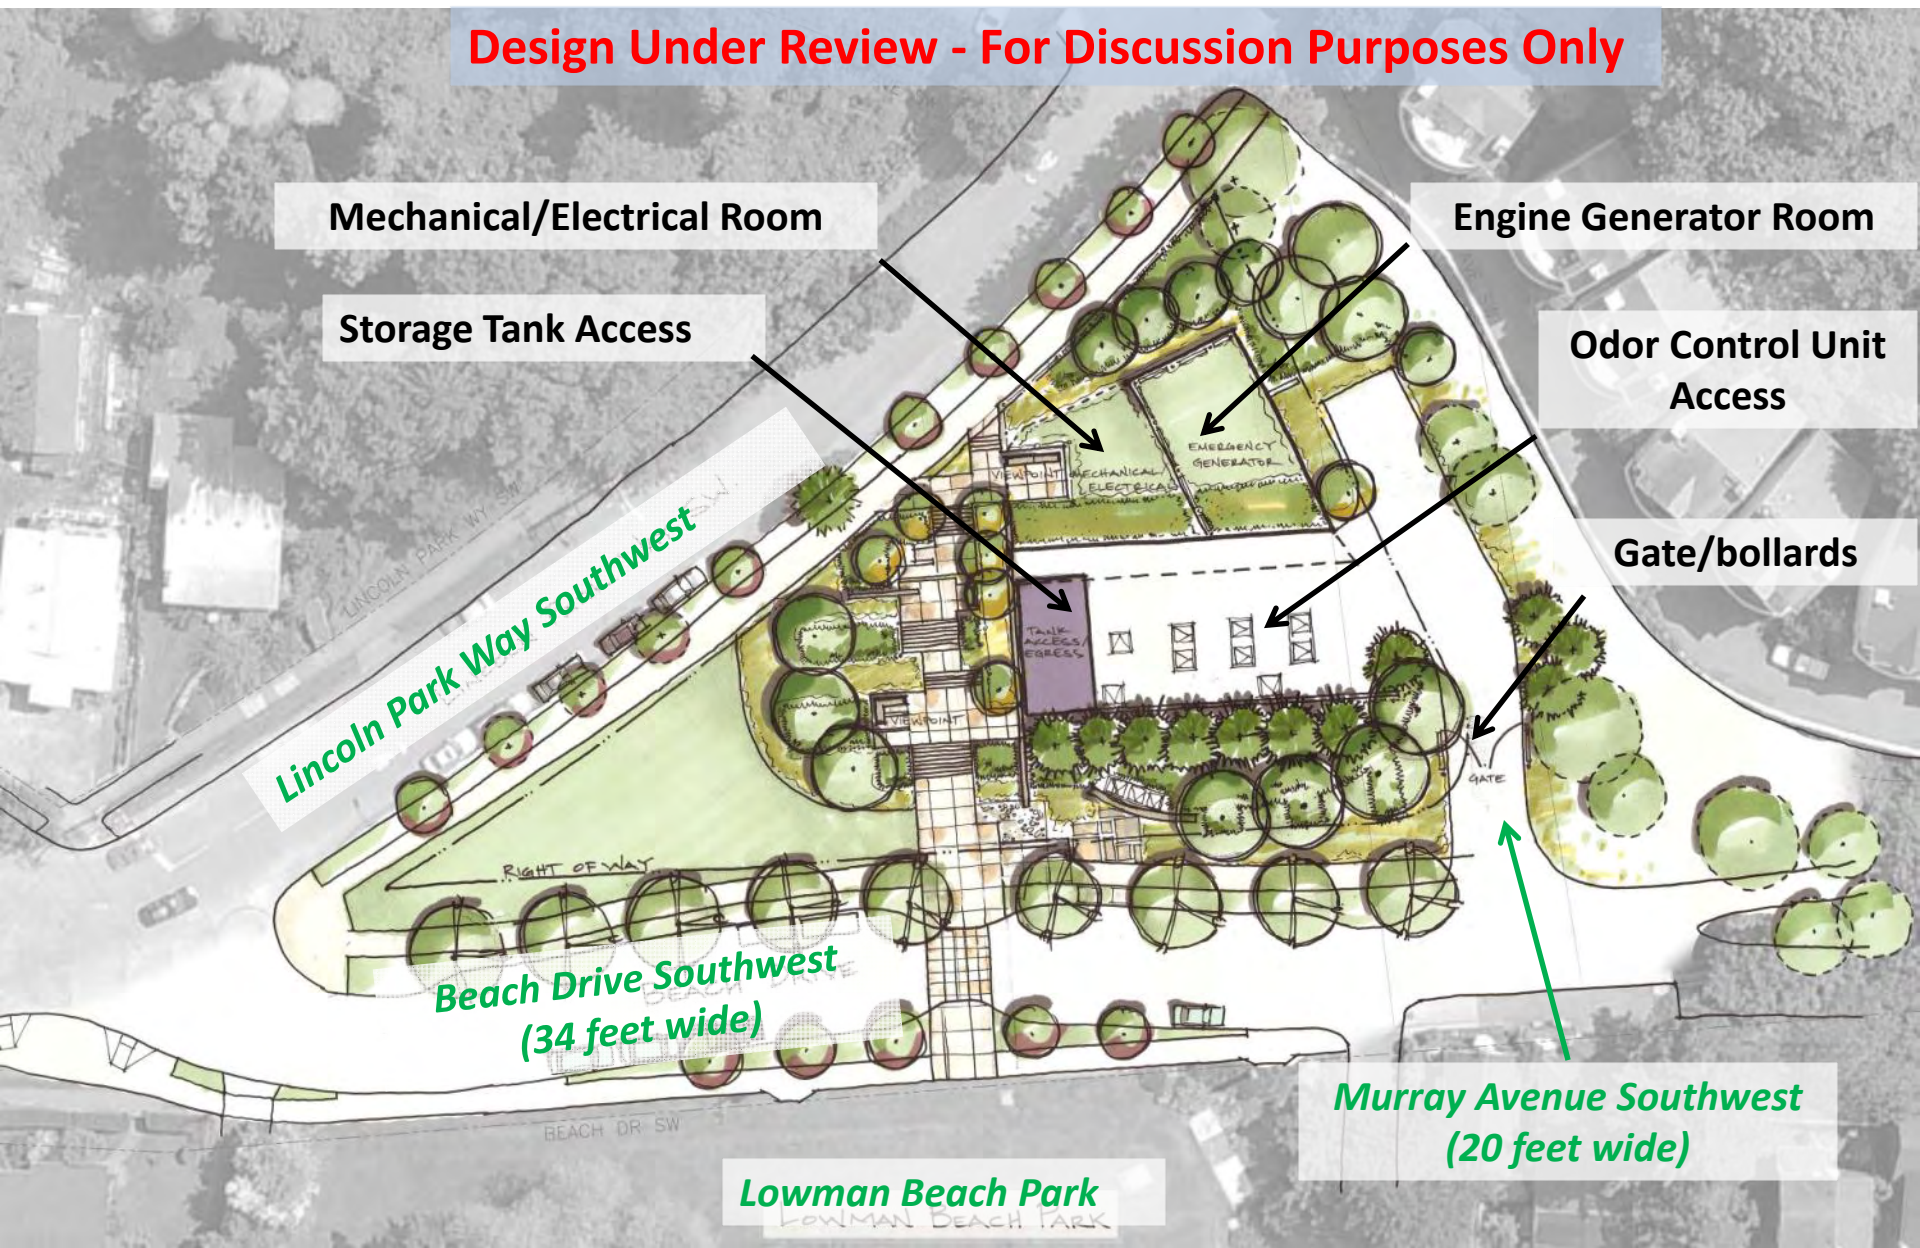 Design Under Review - For Discussion Purposes Only
Mechanical/Electrical Room
Engine Generator Room
Storage Tank Access
Odor Control Unit
Access
Gate/bollards
EMERGENCY
GENERATOR
VIEWPOINT
MECHANICAL/
ELECTRICAL
LINCOLN PARK WY SW
Lincoln Park Way Southwest
TANK
ACCESS/
EGRESS
VIEWPOINT
GATE
RIGHT OF WAY
Beach Drive Southwest
BEACH DRIVE
(34 feet wide)
Murray Avenue Southwest
(20 feet wide)
BEACH DR SW
Lowman Beach Park
LOWMAN BEACH PARK